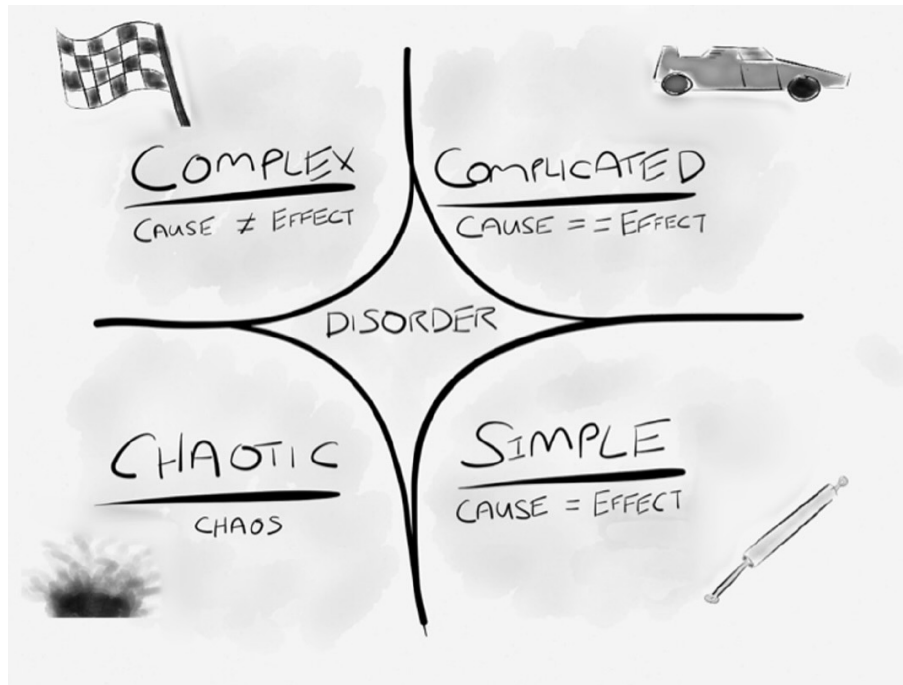 COMPLEX
CAUSE ≠ EFFECT
COMPLICATED
CAUSE == EFFECT
DISORDER
CHAOTIC
CHAOS
SIMPLE
CAUSE = EFFECT